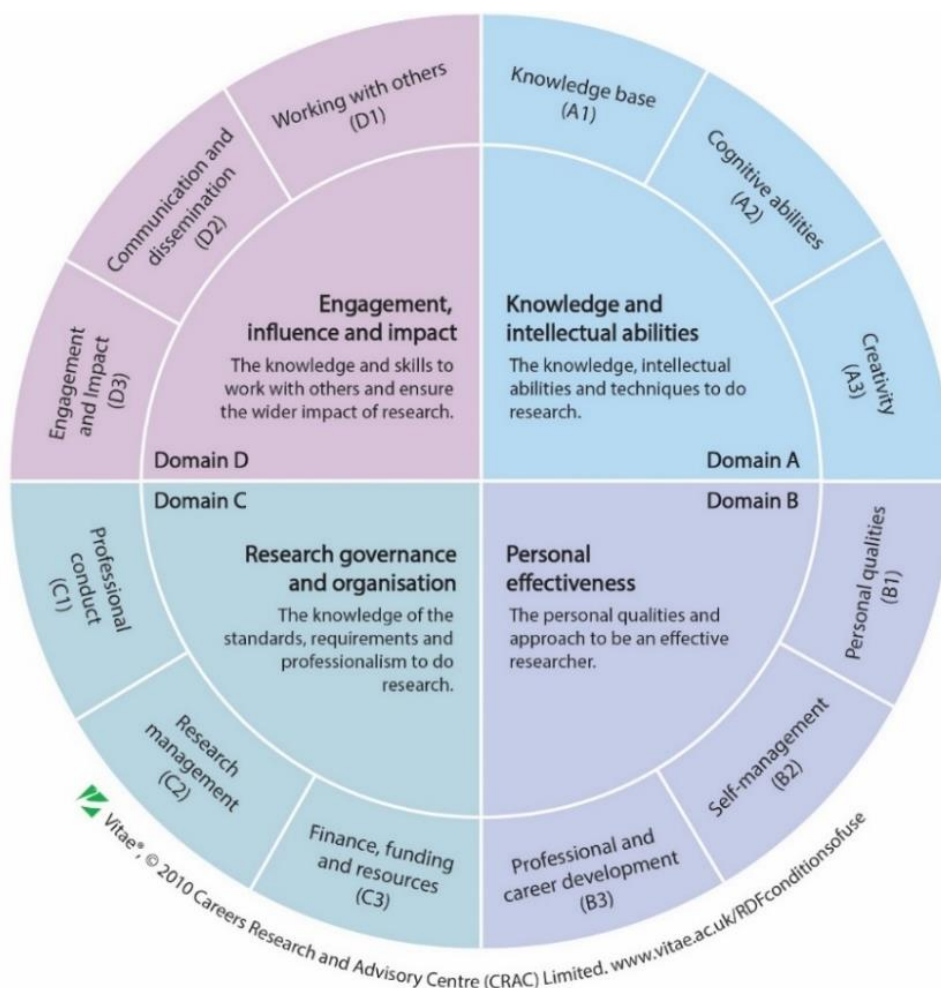 Working with others
(D1)
Communication and
dissemination
(D2)
Engagement
and Impact
(D3)
Engagement,
influence and impact
The knowledge and skills to
work with others and ensure
the wider impact of research.
Domain D
Knowledge base
(A1)
Cognitive abilities
(A2)
Creativity
(A3)
Knowledge and
intellectual abilities
The knowledge, intellectual
abilities and techniques to do
research.
Domain A
Domain C
Research governance
and organisation
The knowledge of the
standards, requirements and
professionalism to do
research.
Professional
conduct
(C1)
Research
management
(C2)
Finance, funding
and resources
(C3)
Domain B
Personal
effectiveness
The personal qualities and
approach to be an effective
researcher.
Personal qualities
(B1)
Self-management
(B2)
Professional and
career development
(B3)
Vitae®, © 2010 Careers Research and Advisory Centre (CRAC) Limited. www.vitae.ac.uk/RDFconditionsofuse